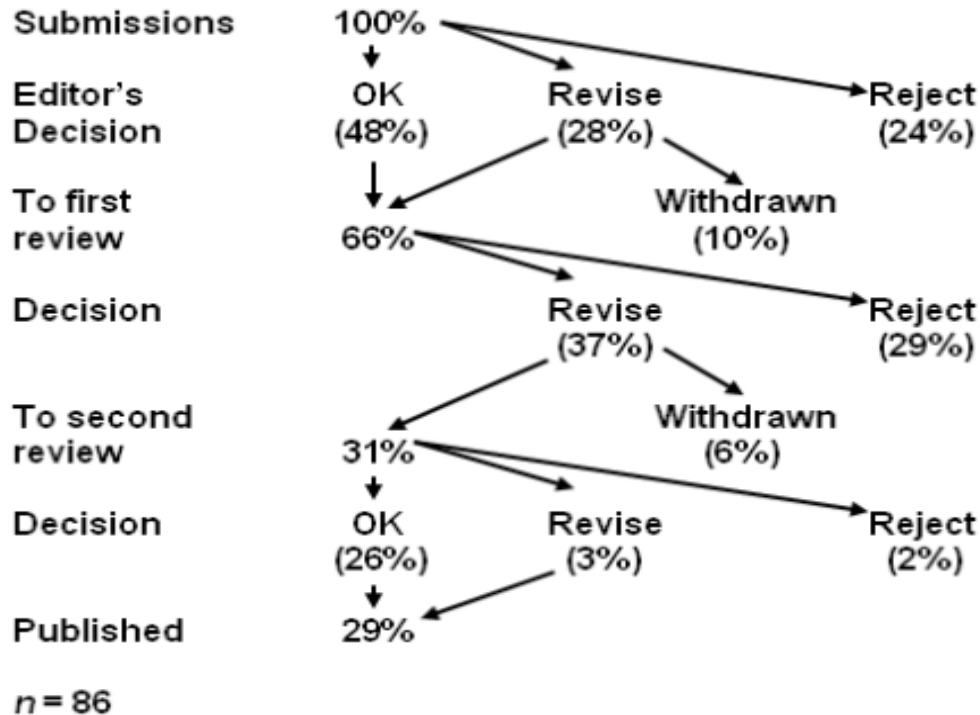 Submissions 100%
Editor's OK Revise Reject
Decision (48%) (28%) (24%)
To first Withdrawn
review 66% (10%)
Decision Revise Reject
(37%) (29%)
To second Withdrawn
review 31% (6%)
Decision OK Revise Reject
(26%) (3%) (2%)
Published 29%
n = 86